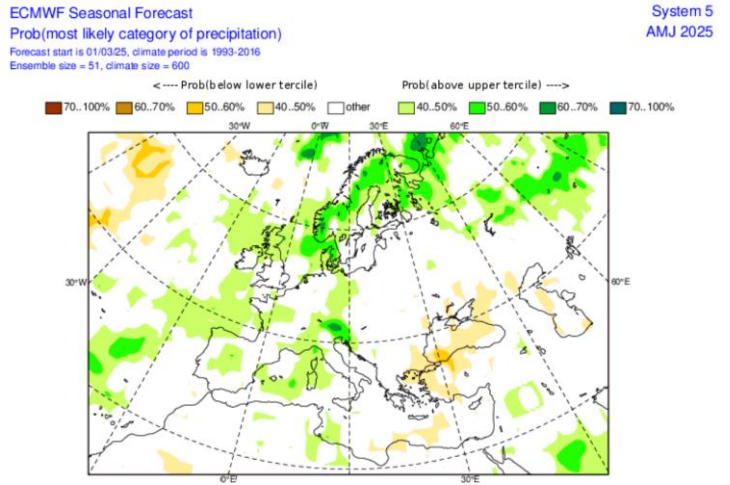 ECMWF Seasonal Forecast
System 5
Prob(most likely category of precipitation)
AMJ 2025
Forecast start is 01/03/25, climate period is 1993-2016
Ensemble size = 51, climate size = 600
<---- Prob(below lower tercile)
Prob(above upper tercile) ---->
70..100% 60..70% 50..60% 40..50% other 40..50% 50..60% 60..70% 70..100%
30°W 0°W 30°E 60°E
30°W 60°E
0°E 30°E